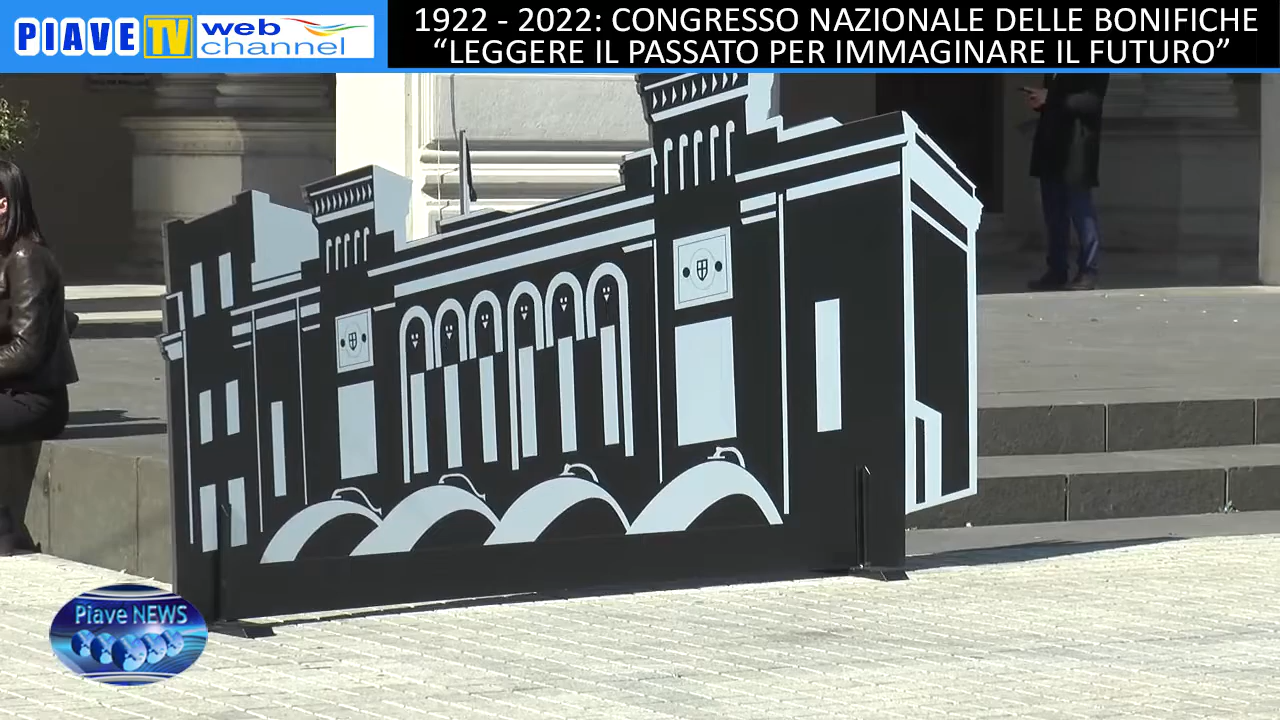 PIAVE TV web channel
1922 - 2022: CONGRESSO NAZIONALE DELLE BONIFICHE
“LEGGERE IL PASSATO PER IMMAGINARE IL FUTURO”
Piave NEWS